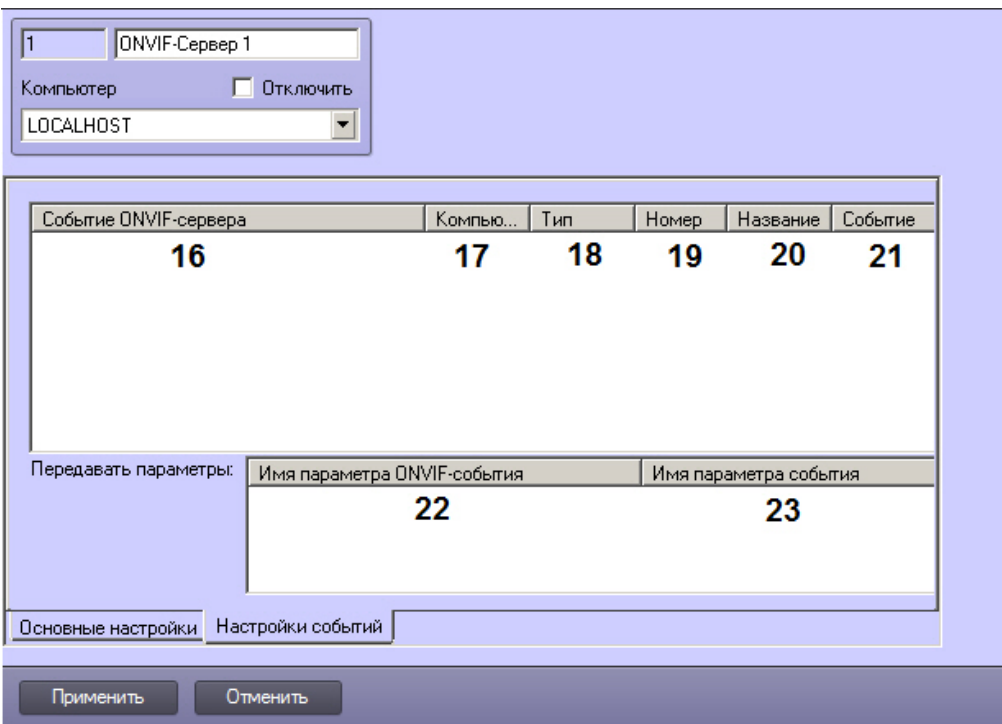 1 ONVIF-Сервер 1
Компьютер Отключить
LOCALHOST
Событие ONVIF-сервера Компью... Тип Номер Название Событие
16 17 18 19 20 21
Передавать параметры: Имя параметра ONVIF-события Имя параметра события
22 23
Основные настройки Настройки событий
Применить Отменить